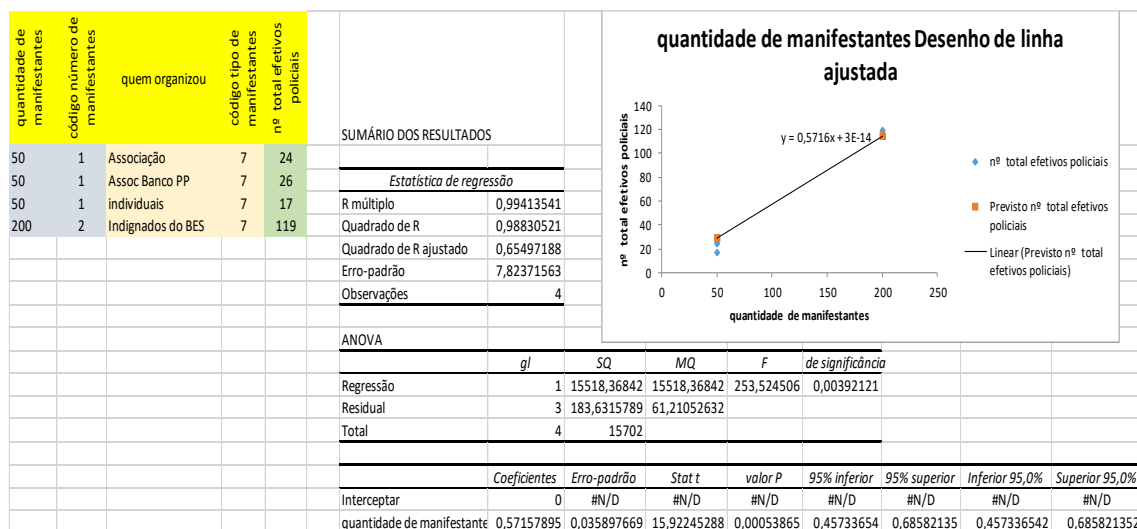 quantidade de manifestantes
código número de manifestantes
quem organizou
código tipo de manifestantes
nº total efetivos policiais
50 1 Associação 7 24
50 1 Assoc Banco PP 7 26
50 1 individuais 7 17
200 2 Indignados do BES 7 119
SUMÁRIO DOS RESULTADOS
Estatística de regressão
R múltiplo 0,99413541
Quadrado de R 0,98830521
Quadrado de R ajustado 0,65497188
Erro-padrão 7,82371563
Observações 4
quantidade de manifestantes Desenho de linha
ajustada
nº total efetivos policiais
140
120
100
80
60
40
20
0
y = 0,5716x + 3E-14
0 50 100 150 200 250
quantidade de manifestantes
nº total efetivos policiais
Previsto nº total efetivos
policiais
Linear (Previsto nº total
efetivos policiais)
ANOVA
gl SQ MQ F de significância
Regressão 1 15518,36842 15518,36842 253,524506 0,00392121
Residual 3 183,6315789 61,21052632
Total 4 15702
Coeficientes Erro-padrão Stat t valor P 95% inferior 95% superior Inferior 95,0% Superior 95,0%
Interceptar 0 #N/D #N/D #N/D #N/D #N/D #N/D #N/D
quantidade de manifestante 0,57157895 0,035897669 15,92245288 0,00053865 0,45733654 0,68582135 0,457336542 0,685821352